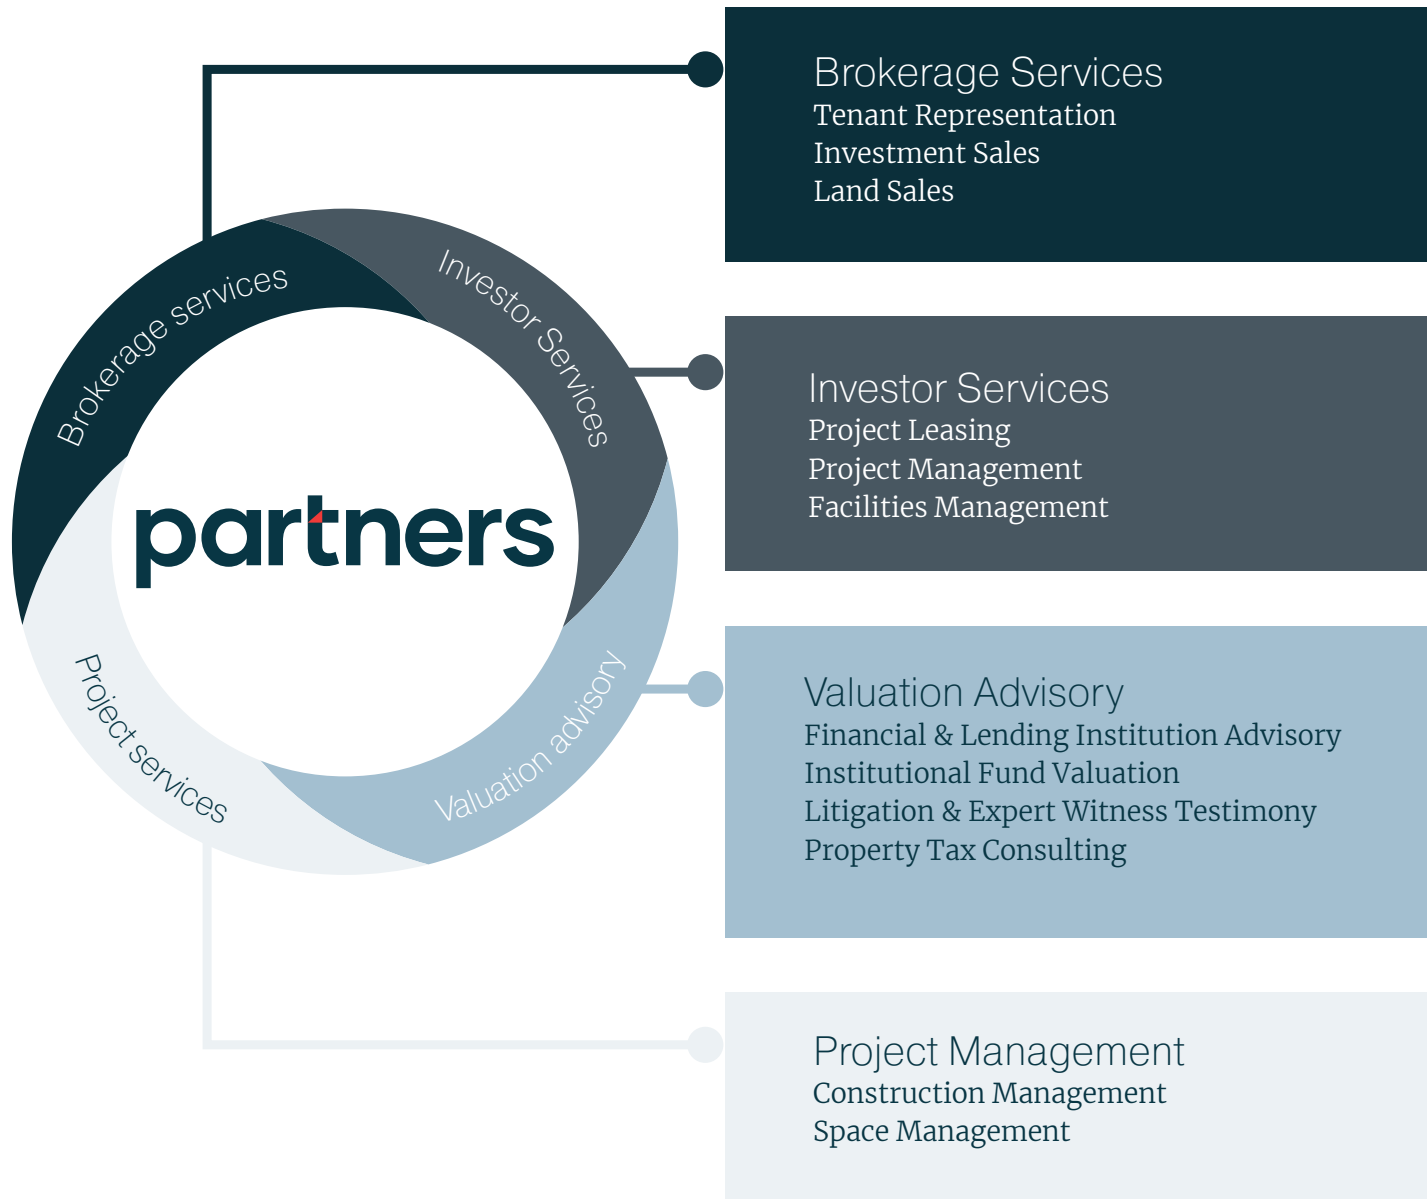 Brokerage Services
Tenant Representation
Investment Sales
Land Sales
Brokerage services
Investor Services
Investor Services
Project Leasing
Project Management
Facilities Management
partners
Valuation advisory
Project services
Valuation Advisory
Financial & Lending Institution Advisory
Institutional Fund Valuation
Litigation & Expert Witness Testimony
Property Tax Consulting
Project Management
Construction Management
Space Management